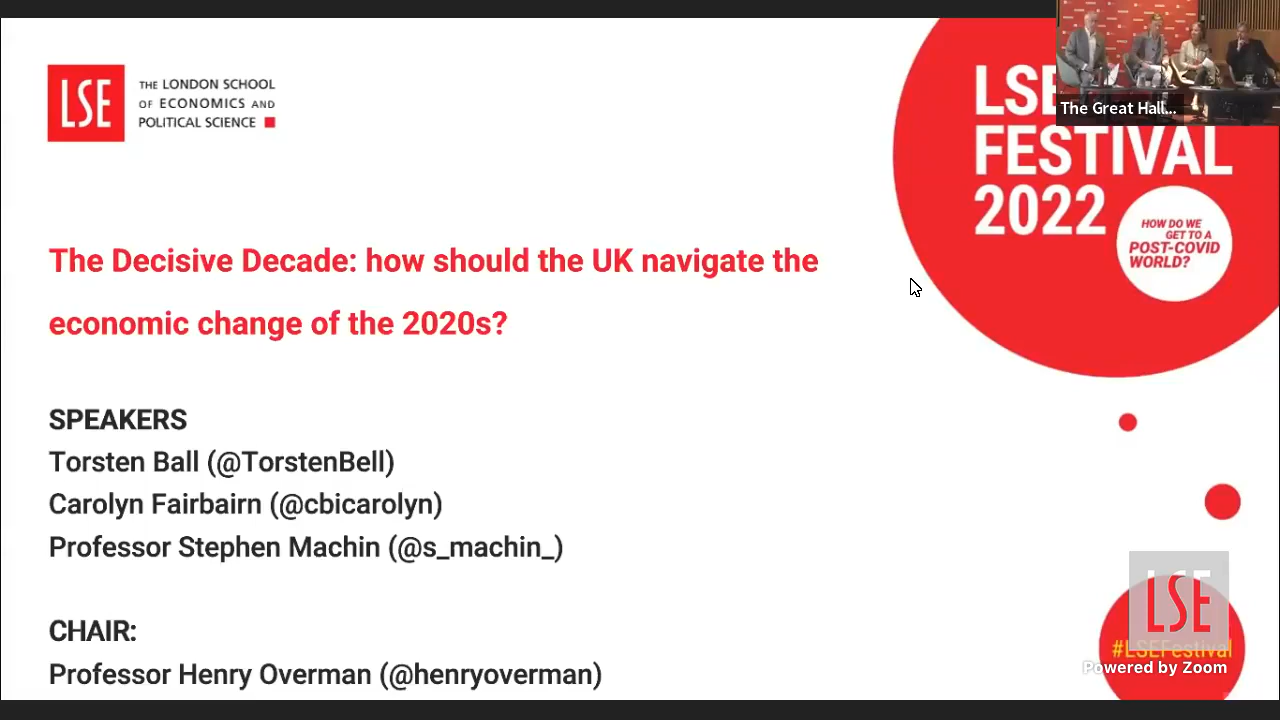 LSE
THE LONDON SCHOOL
OF ECONOMICS AND
POLITICAL SCIENCE
LSE
FESTIVAL
2022
HOW DO WE
GET TO A
POST-COVID
WORLD?
The Great Hall...
The Decisive Decade: how should the UK navigate the
economic change of the 2020s?
SPEAKERS
Torsten Ball (@TorstenBell)
Carolyn Fairbairn (@cbicarolyn)
Professor Stephen Machin (@s_machin_)
CHAIR:
Professor Henry Overman (@henryoverman)
LSE
#LSEFestival
Powered by Zoom